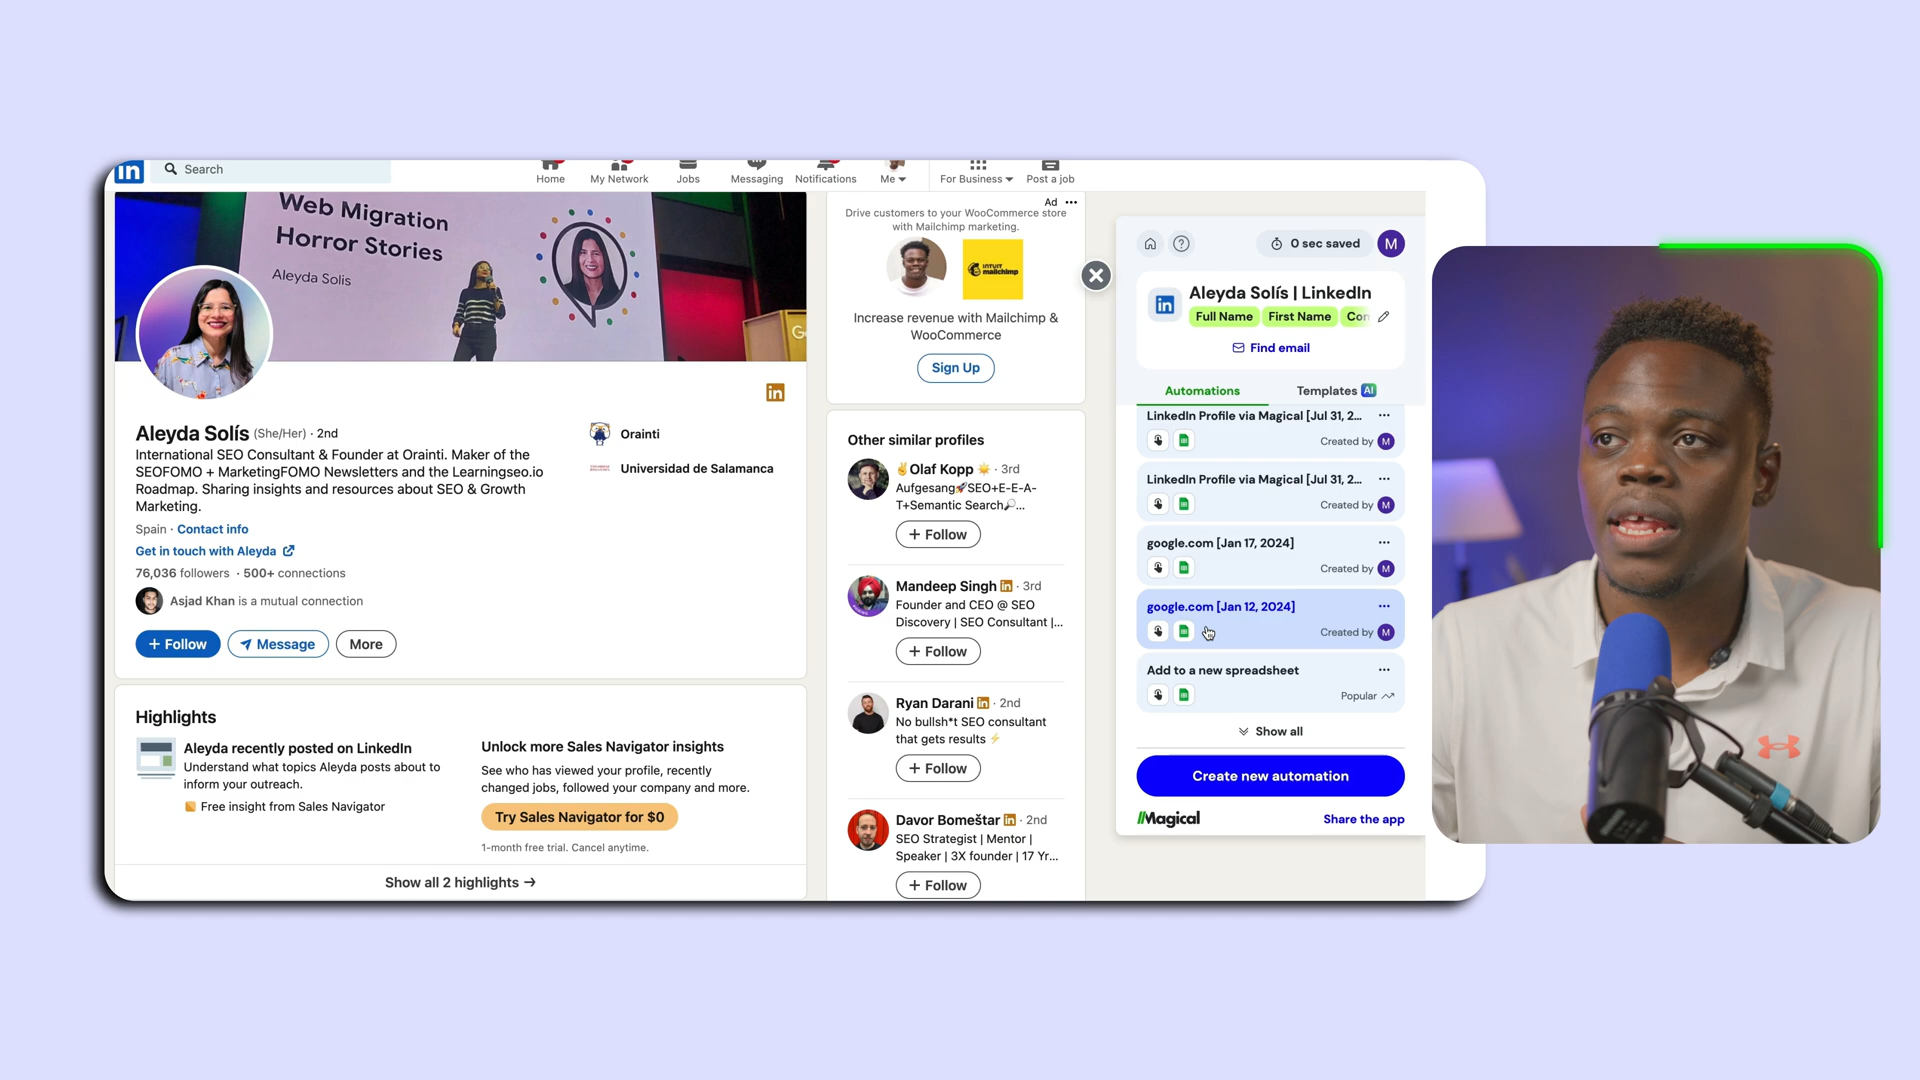 in
Search
Home
My Network
Jobs
Messaging
Notifications
Me
For Business
Post a job
Web Migration
Horror Stories
Aleyda Solis
G
in
Aleyda Solís (She/Her) · 2nd
International SEO Consultant & Founder at Orainti. Maker of the
SEOFOMO + MarketingFOMO Newsletters and the Learningseo.io
Roadmap. Sharing insights and resources about SEO & Growth
Marketing.
Spain · Contact info
Get in touch with Aleyda
76,036 followers · 500+ connections
Asjad Khan is a mutual connection
+ Follow
Message
More
Orainti
Universidad de Salamanca
Highlights
Aleyda recently posted on LinkedIn
Understand what topics Aleyda posts about to
inform your outreach.
Free insight from Sales Navigator
Unlock more Sales Navigator insights
See who has viewed your profile, recently
changed jobs, followed your company and more.
Try Sales Navigator for $0
1-month free trial. Cancel anytime.
Show all 2 highlights →
Ad ···
Drive customers to your WooCommerce store
with Mailchimp marketing.
INTUIT
mailchimp
Increase revenue with Mailchimp &
WooCommerce
Sign Up
Other similar profiles
✌️Olaf Kopp ☀️ · 3rd
Aufgesang🚀SEO+E-E-A-
T+Semantic Search🔎...
+ Follow
Mandeep Singh in · 3rd
Founder and CEO @ SEO
Discovery | SEO Consultant |...
+ Follow
Ryan Darani in · 2nd
No bullsh*t SEO consultant
that gets results ⚡
+ Follow
Davor Bomeštar in · 2nd
SEO Strategist | Mentor |
Speaker | 3X founder | 17 Yr...
+ Follow
? 0 sec saved M
in
Aleyda Solís | LinkedIn
Full Name First Name Con
Find email
Automations
Templates AI
LinkedIn Profile via Magical [Jul 31, 2... ···
Created by M
LinkedIn Profile via Magical [Jul 31, 2... ···
Created by M
google.com [Jan 17, 2024] ···
Created by M
google.com [Jan 12, 2024] ···
Created by M
Add to a new spreadsheet ···
Popular
Show all
Create new automation
Magical
Share the app